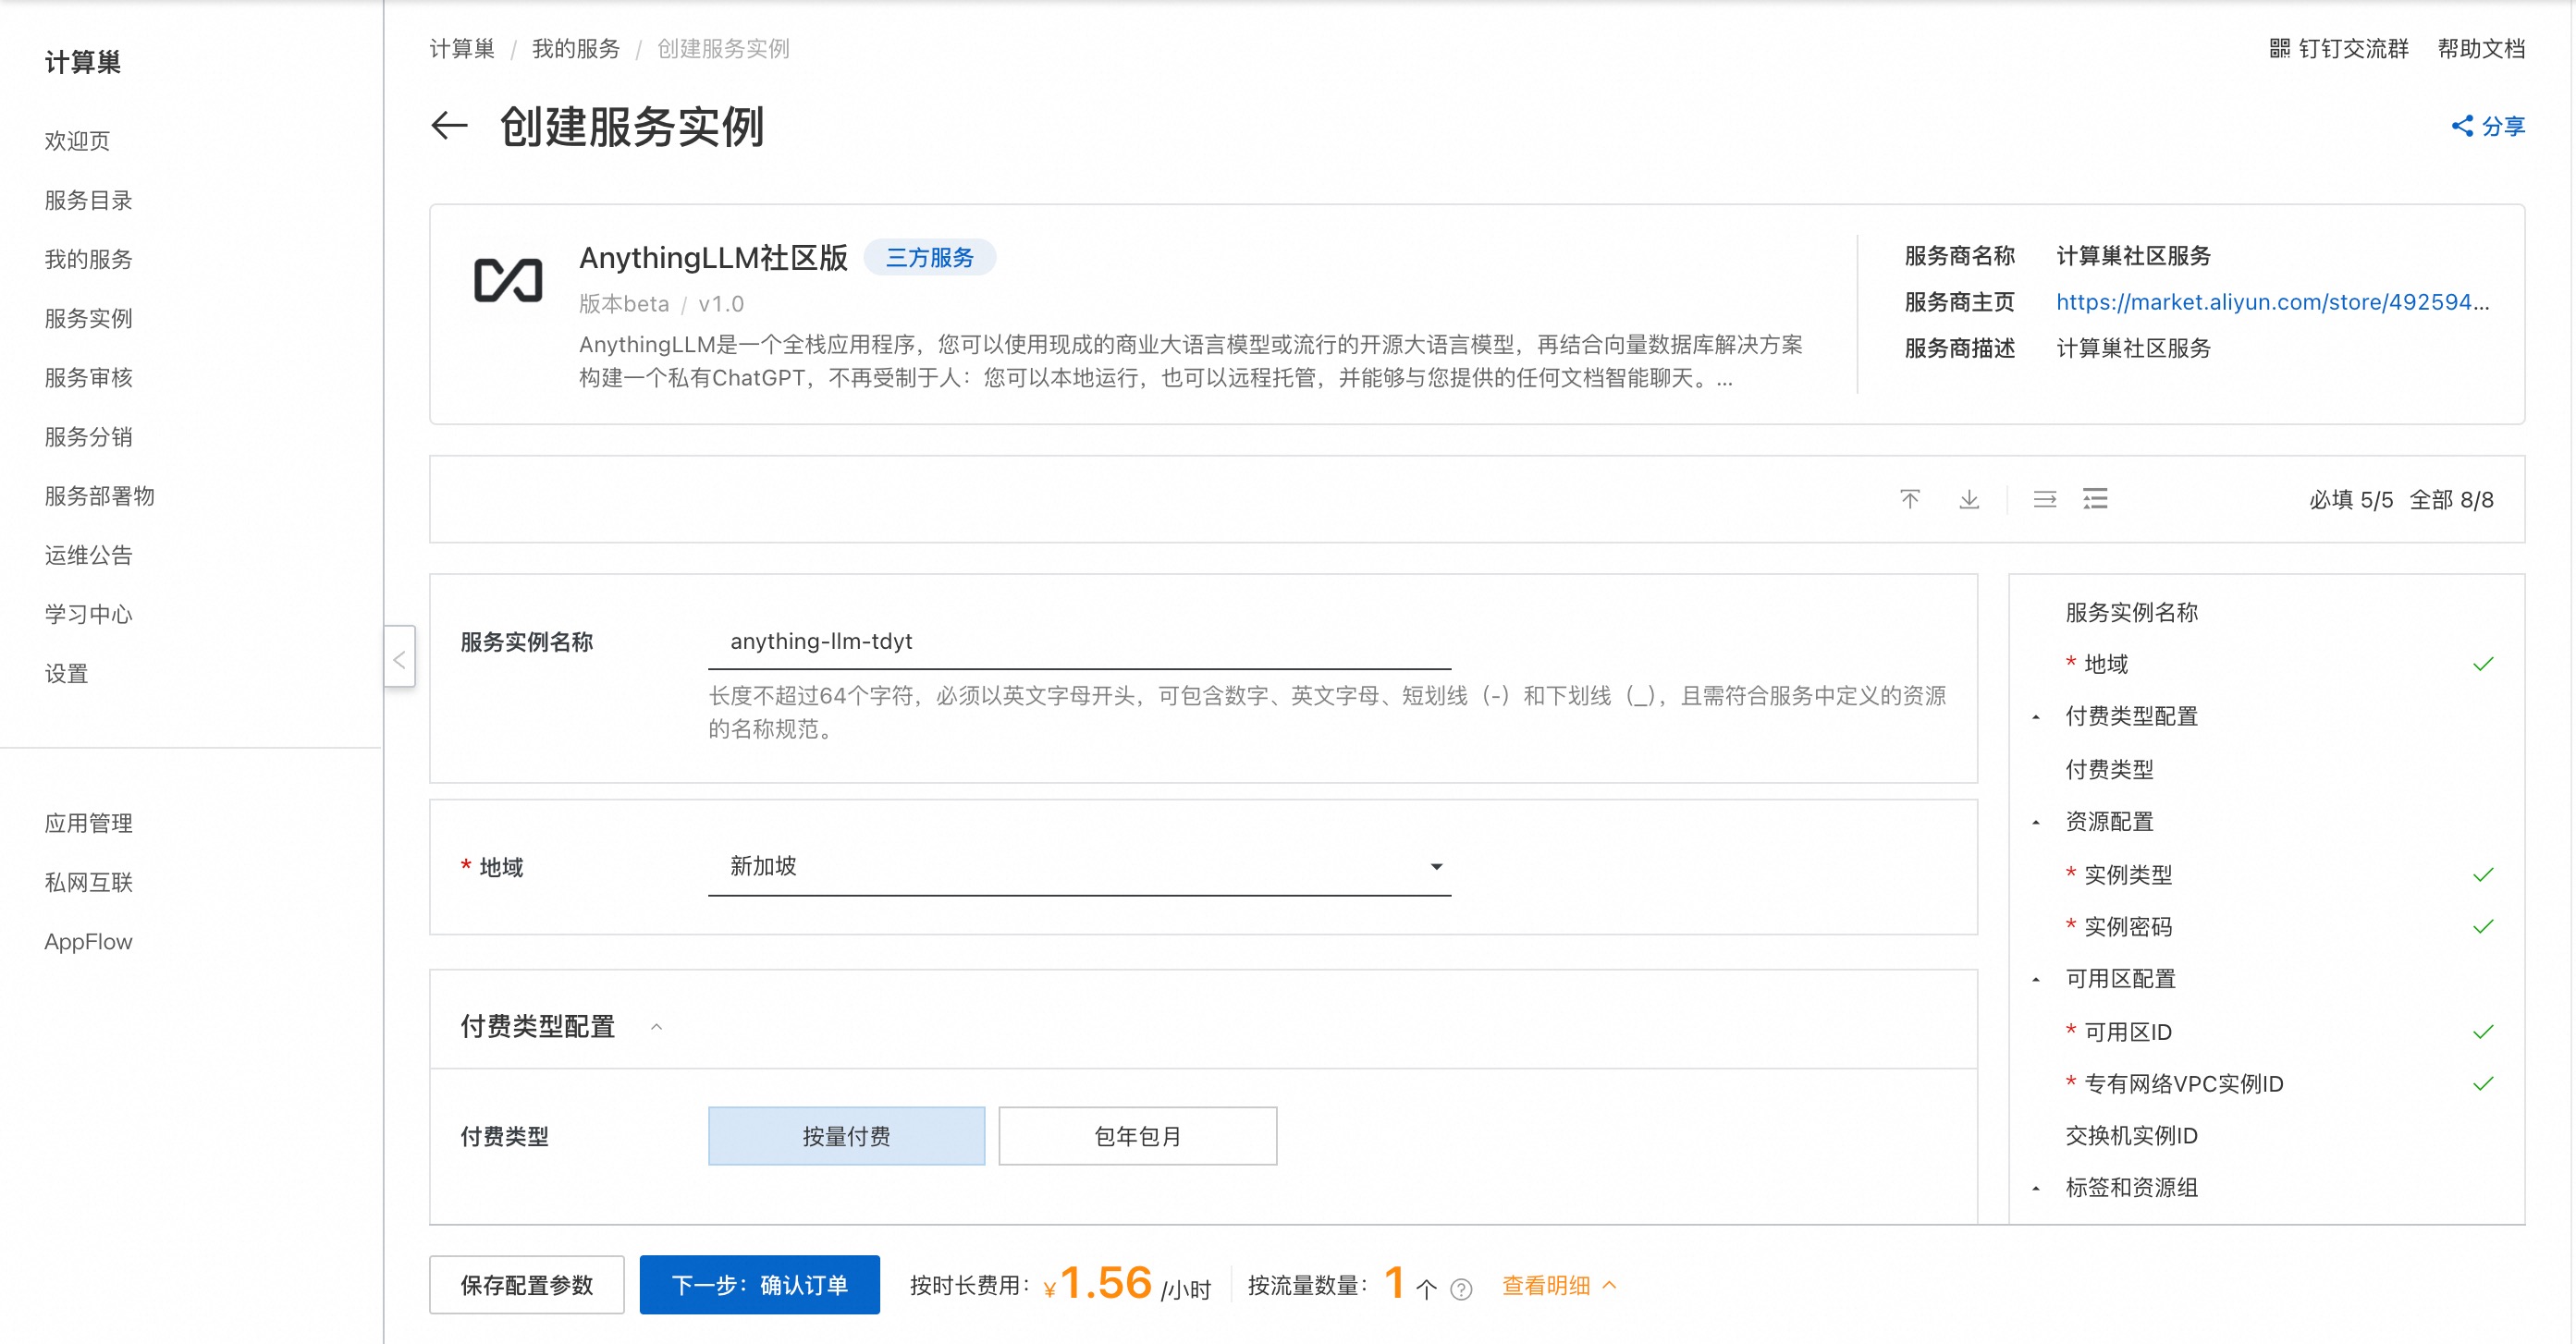 计算巢
欢迎页
服务目录
我的服务
服务实例
服务审核
服务分销
服务部署物
运维公告
学习中心
设置
应用管理
私网互联
AppFlow
计算巢 / 我的服务 / 创建服务实例
钉钉交流群 帮助文档
创建服务实例
分享
AnythingLLM社区版 三方服务
版本beta / v1.0
AnythingLLM是一个全栈应用程序，您可以使用现成的商业大语言模型或流行的开源大语言模型，再结合向量数据库解决方案
构建一个私有ChatGPT，不再受制于人：您可以本地运行，也可以远程托管，并能够与您提供的任何文档智能聊天。...
服务商名称 计算巢社区服务
服务商主页 https://market.aliyun.com/store/492594...
服务商描述 计算巢社区服务
必填 5/5 全部 8/8
服务实例名称 anything-llm-tdyt
长度不超过64个字符，必须以英文字母开头，可包含数字、英文字母、短划线（-）和下划线（_），且需符合服务中定义的资源
的名称规范。
* 地域 新加坡
付费类型配置
付费类型 按量付费 包年包月
服务实例名称
* 地域
付费类型配置
付费类型
资源配置
* 实例类型
* 实例密码
可用区配置
* 可用区ID
* 专有网络VPC实例ID
交换机实例ID
标签和资源组
保存配置参数 下一步：确认订单 按时长费用： ¥1.56 /小时 按流量数量： 1 个 ? 查看明细